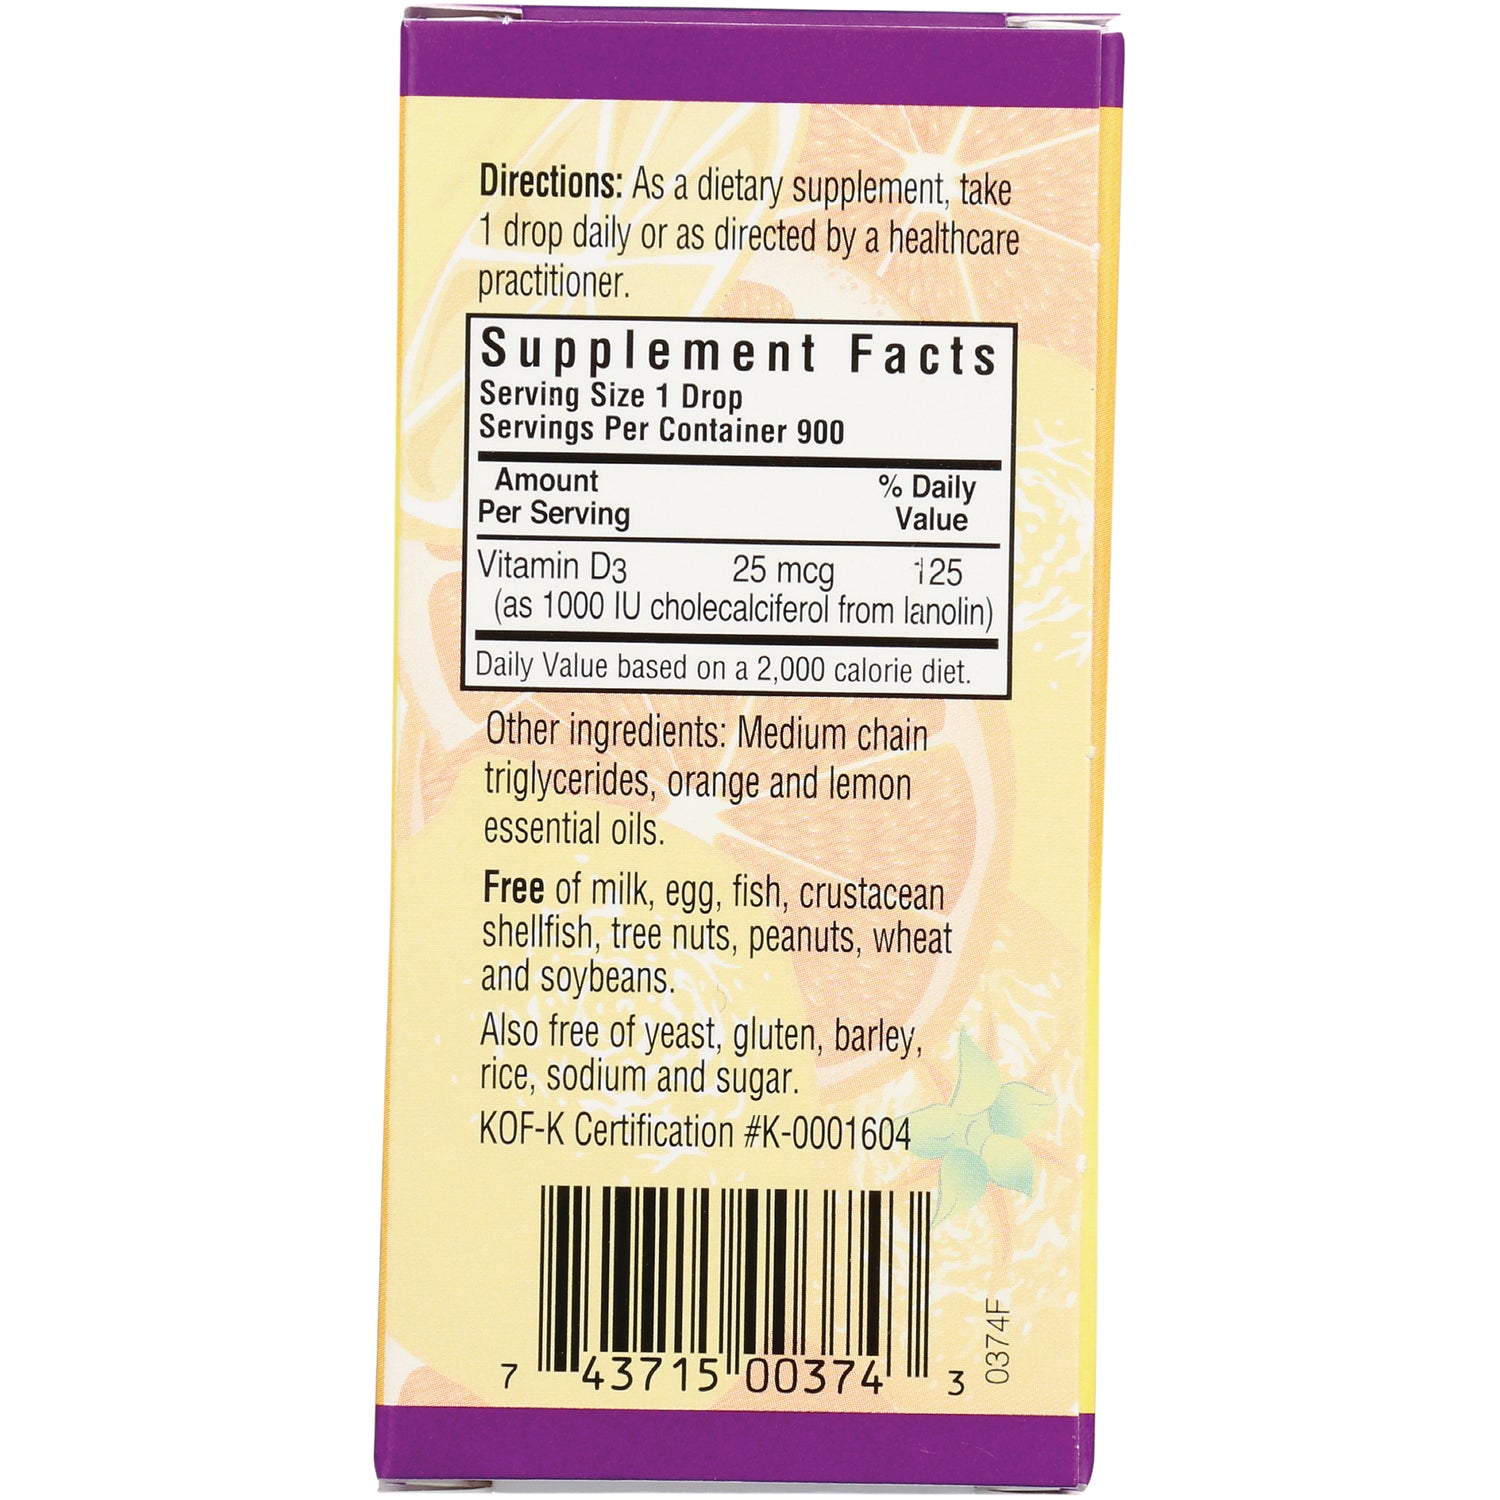 Directions: As a dietary supplement, take
1 drop daily or as directed by a healthcare
practitioner.
Supplement Facts
Serving Size 1 Drop
Servings Per Container 900
Amount
Per Serving
% Daily
Value
Vitamin D3 25 mcg 125
(as 1000 IU cholecalciferol from lanolin)
Daily Value based on a 2,000 calorie diet.
Other ingredients: Medium chain
triglycerides, orange and lemon
essential oils.
Free of milk, egg, fish, crustacean
shellfish, tree nuts, peanuts, wheat
and soybeans.
Also free of yeast, gluten, barley,
rice, sodium and sugar.
KOF-K Certification #K-0001604
7 43715 00374 3
0374F